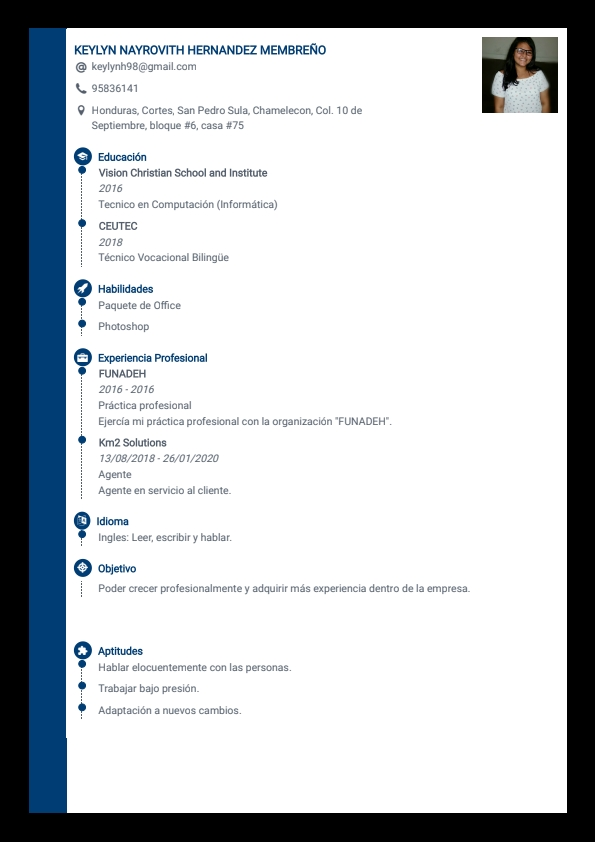 KEYLYN NAYROVITH HERNANDEZ MEMBREÑO
keylynh98@gmail.com
95836141
Honduras, Cortes, San Pedro Sula, Chamelecon, Col. 10 de
Septiembre, bloque #6, casa #75
Educación
Vision Christian School and Institute
2016
Tecnico en Computación (Informática)
CEUTEC
2018
Técnico Vocacional Bilingüe
Habilidades
Paquete de Office
Photoshop
Experiencia Profesional
FUNADEH
2016 - 2016
Práctica profesional
Ejercía mi práctica profesional con la organización "FUNADEH".
Km2 Solutions
13/08/2018 - 26/01/2020
Agente
Agente en servicio al cliente.
Idioma
Ingles: Leer, escribir y hablar.
Objetivo
Poder crecer profesionalmente y adquirir más experiencia dentro de la empresa.
Aptitudes
Hablar elocuentemente con las personas.
Trabajar bajo presión.
Adaptación a nuevos cambios.